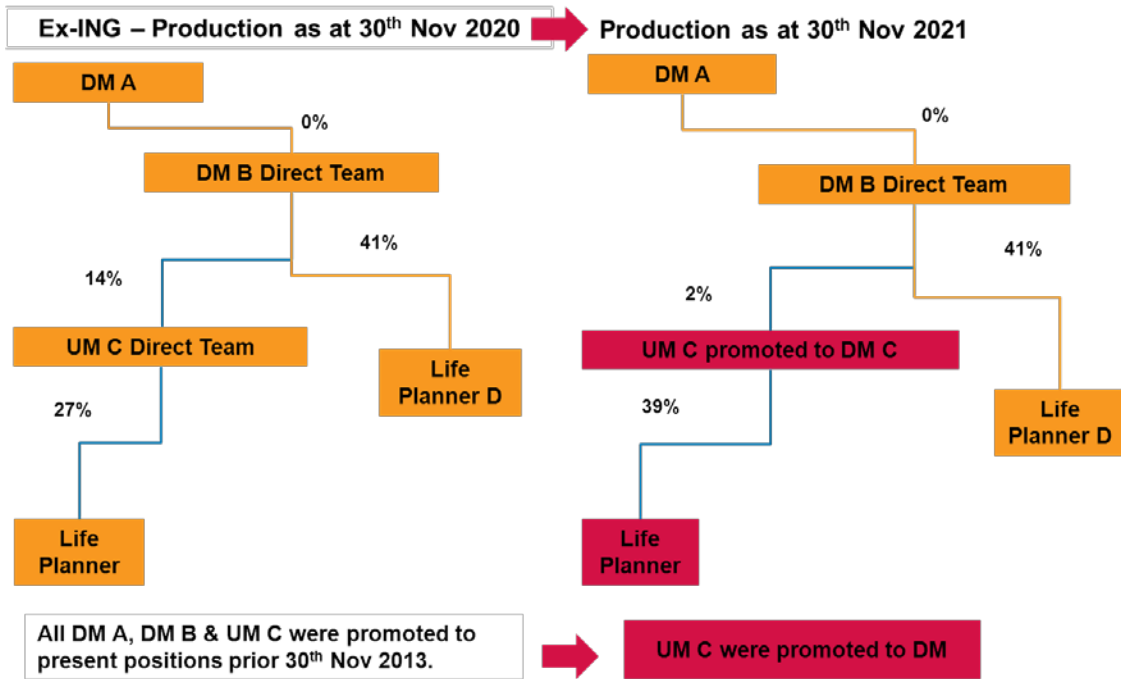 Ex-ING – Production as at 30th Nov 2020
Production as at 30th Nov 2021
DM A
0%
DM B Direct Team
41%
14%
UM C Direct Team
Life
Planner D
27%
Life
Planner
DM A
0%
DM B Direct Team
41%
2%
UM C promoted to DM C
39%
Life
Planner D
Life
Planner
All DM A, DM B & UM C were promoted to
present positions prior 30th Nov 2013.
UM C were promoted to DM